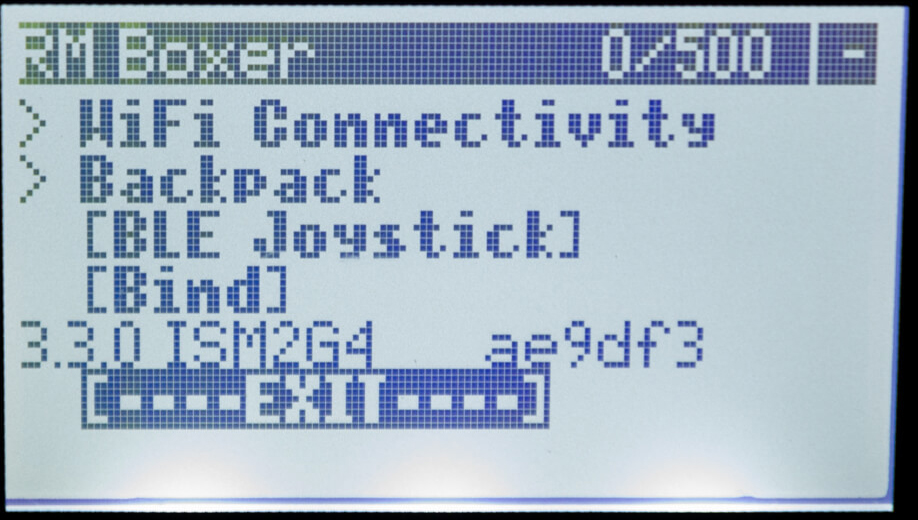 RM Boxer 0/500 -
> WiFi Connectivity
> Backpack
[BLE Joystick]
[Bind]
3.3.0 ISM2G4 ae9df3
[----EXIT----]